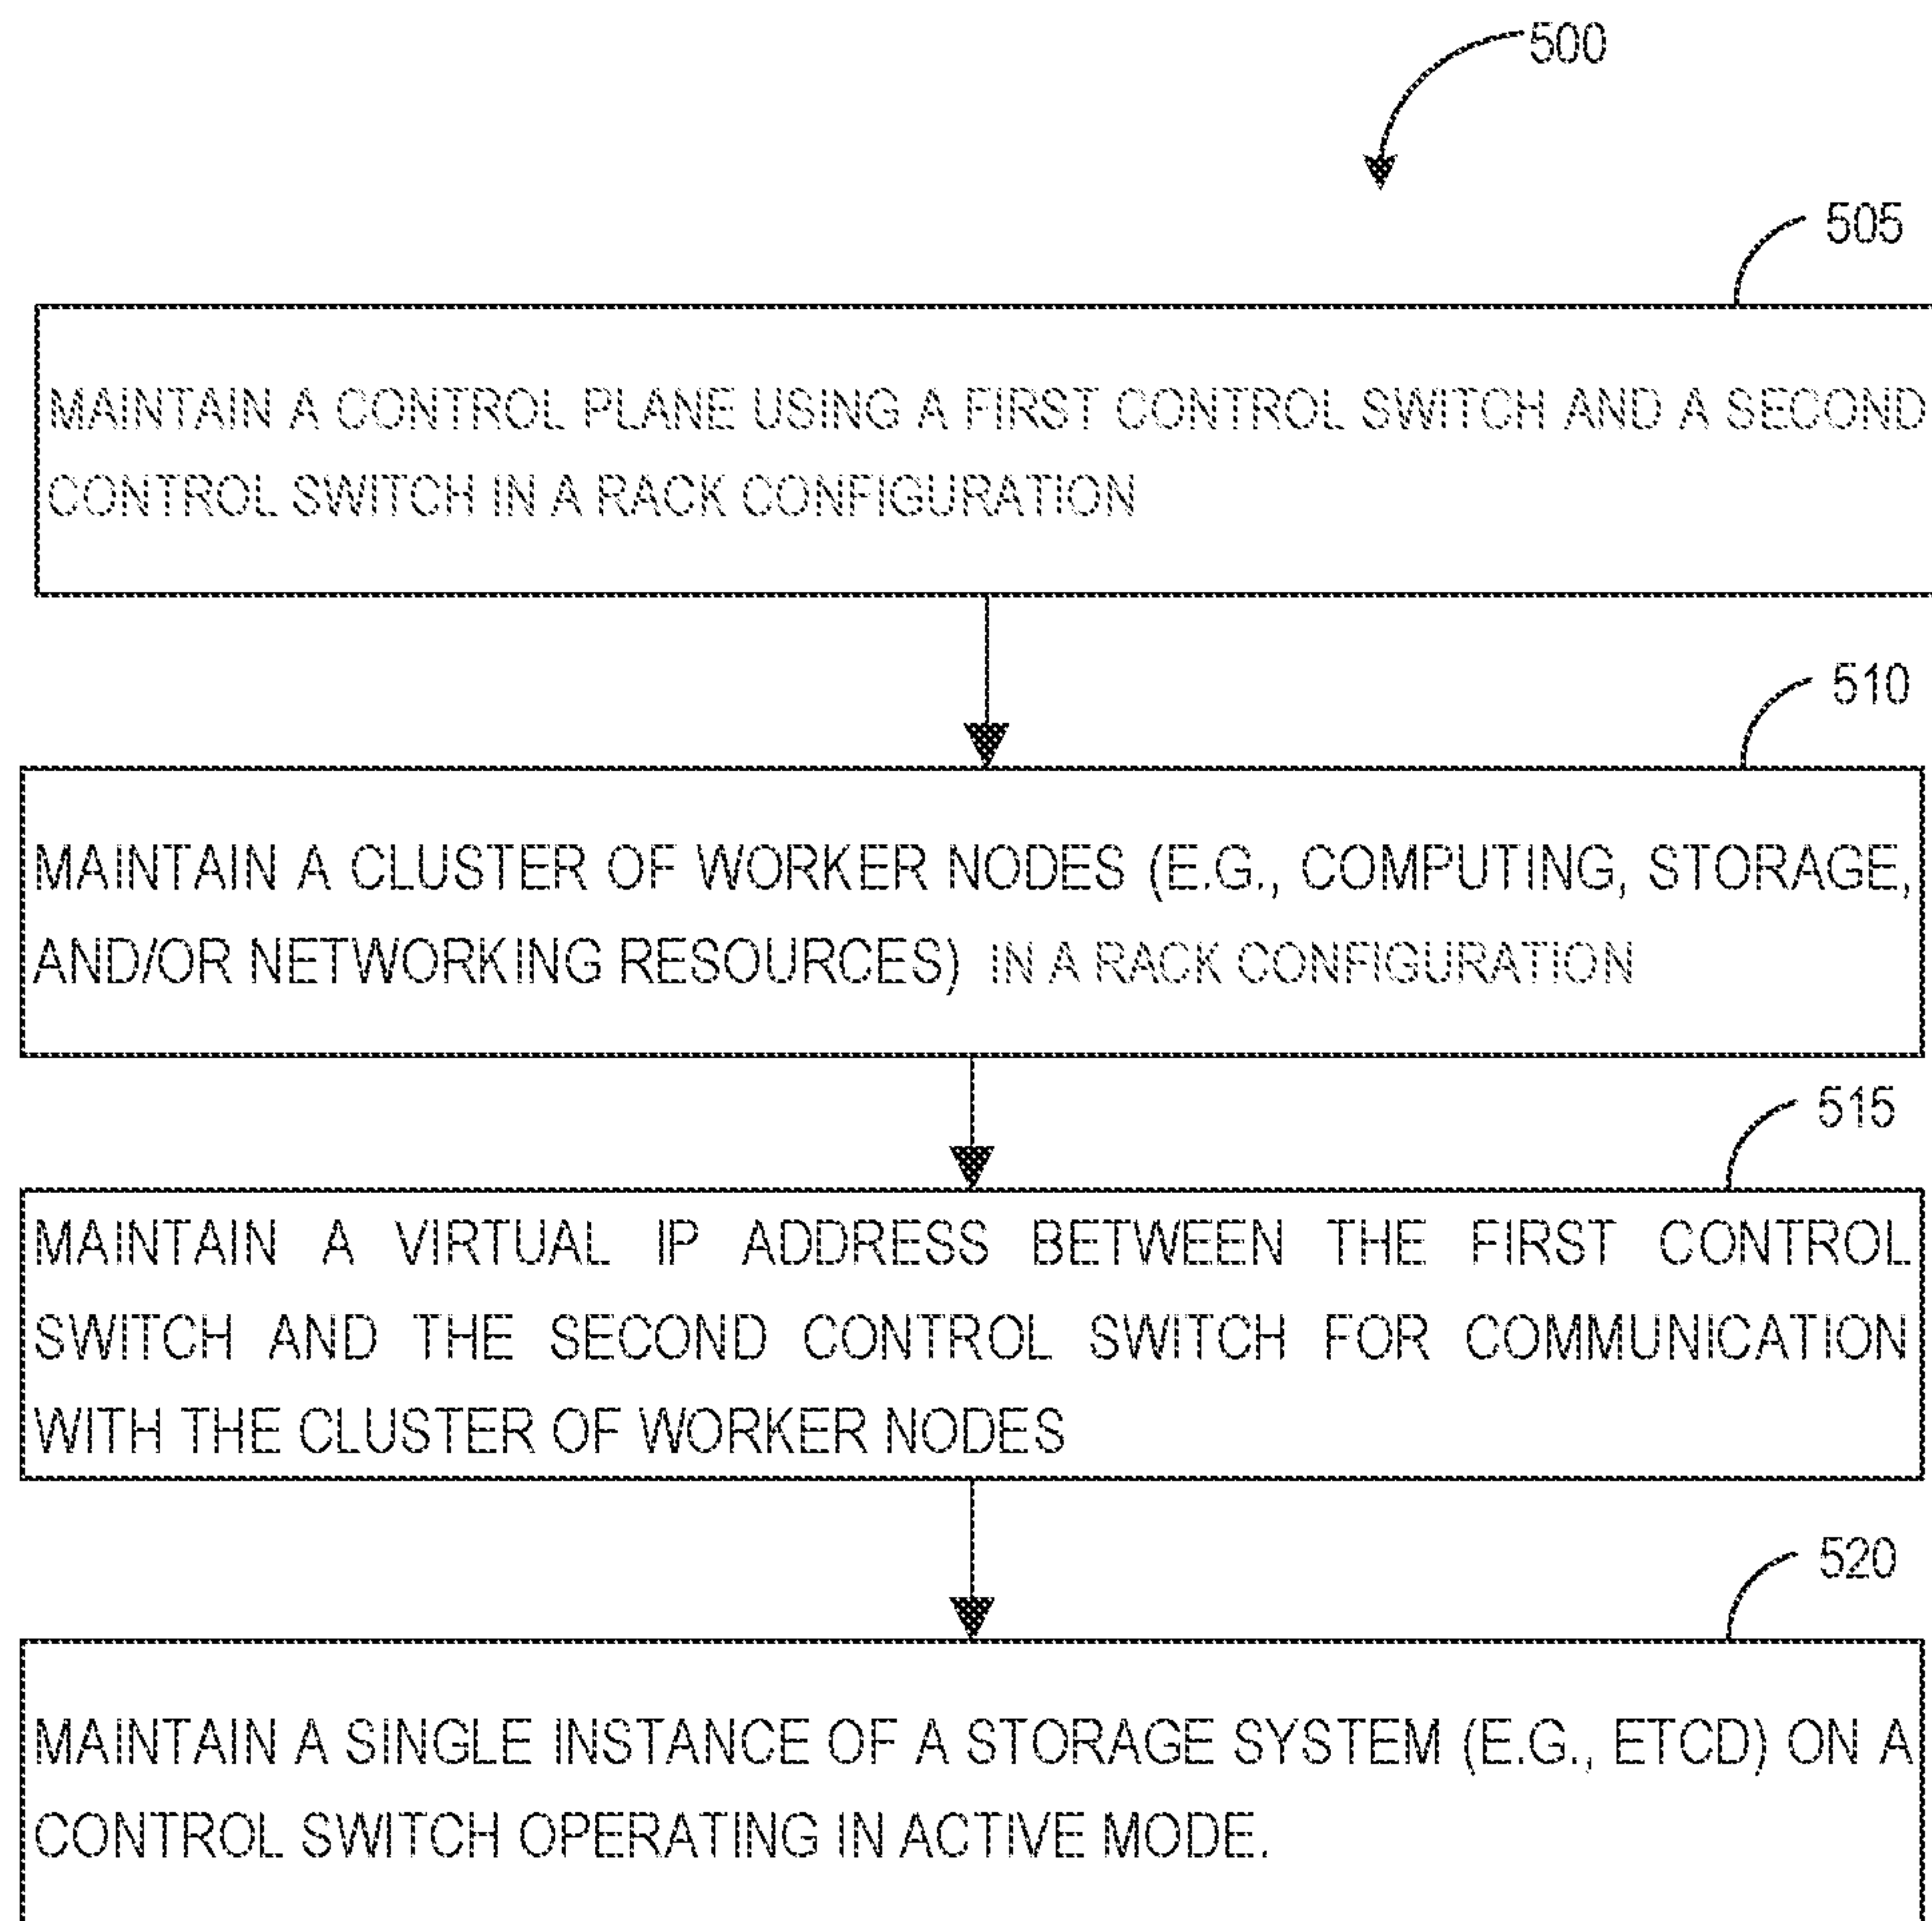 500
505
MAINTAIN A CONTROL PLANE USING A FIRST CONTROL SWITCH AND A SECOND
CONTROL SWITCH IN A RACK CONFIGURATION
510
MAINTAIN A CLUSTER OF WORKER NODES (E.G., COMPUTING, STORAGE,
AND/OR NETWORKING RESOURCES) IN A RACK CONFIGURATION
515
MAINTAIN A VIRTUAL IP ADDRESS BETWEEN THE FIRST CONTROL
SWITCH AND THE SECOND CONTROL SWITCH FOR COMMUNICATION
WITH THE CLUSTER OF WORKER NODES
520
MAINTAIN A SINGLE INSTANCE OF A STORAGE SYSTEM (E.G., ETCD) ON A
CONTROL SWITCH OPERATING IN ACTIVE MODE.